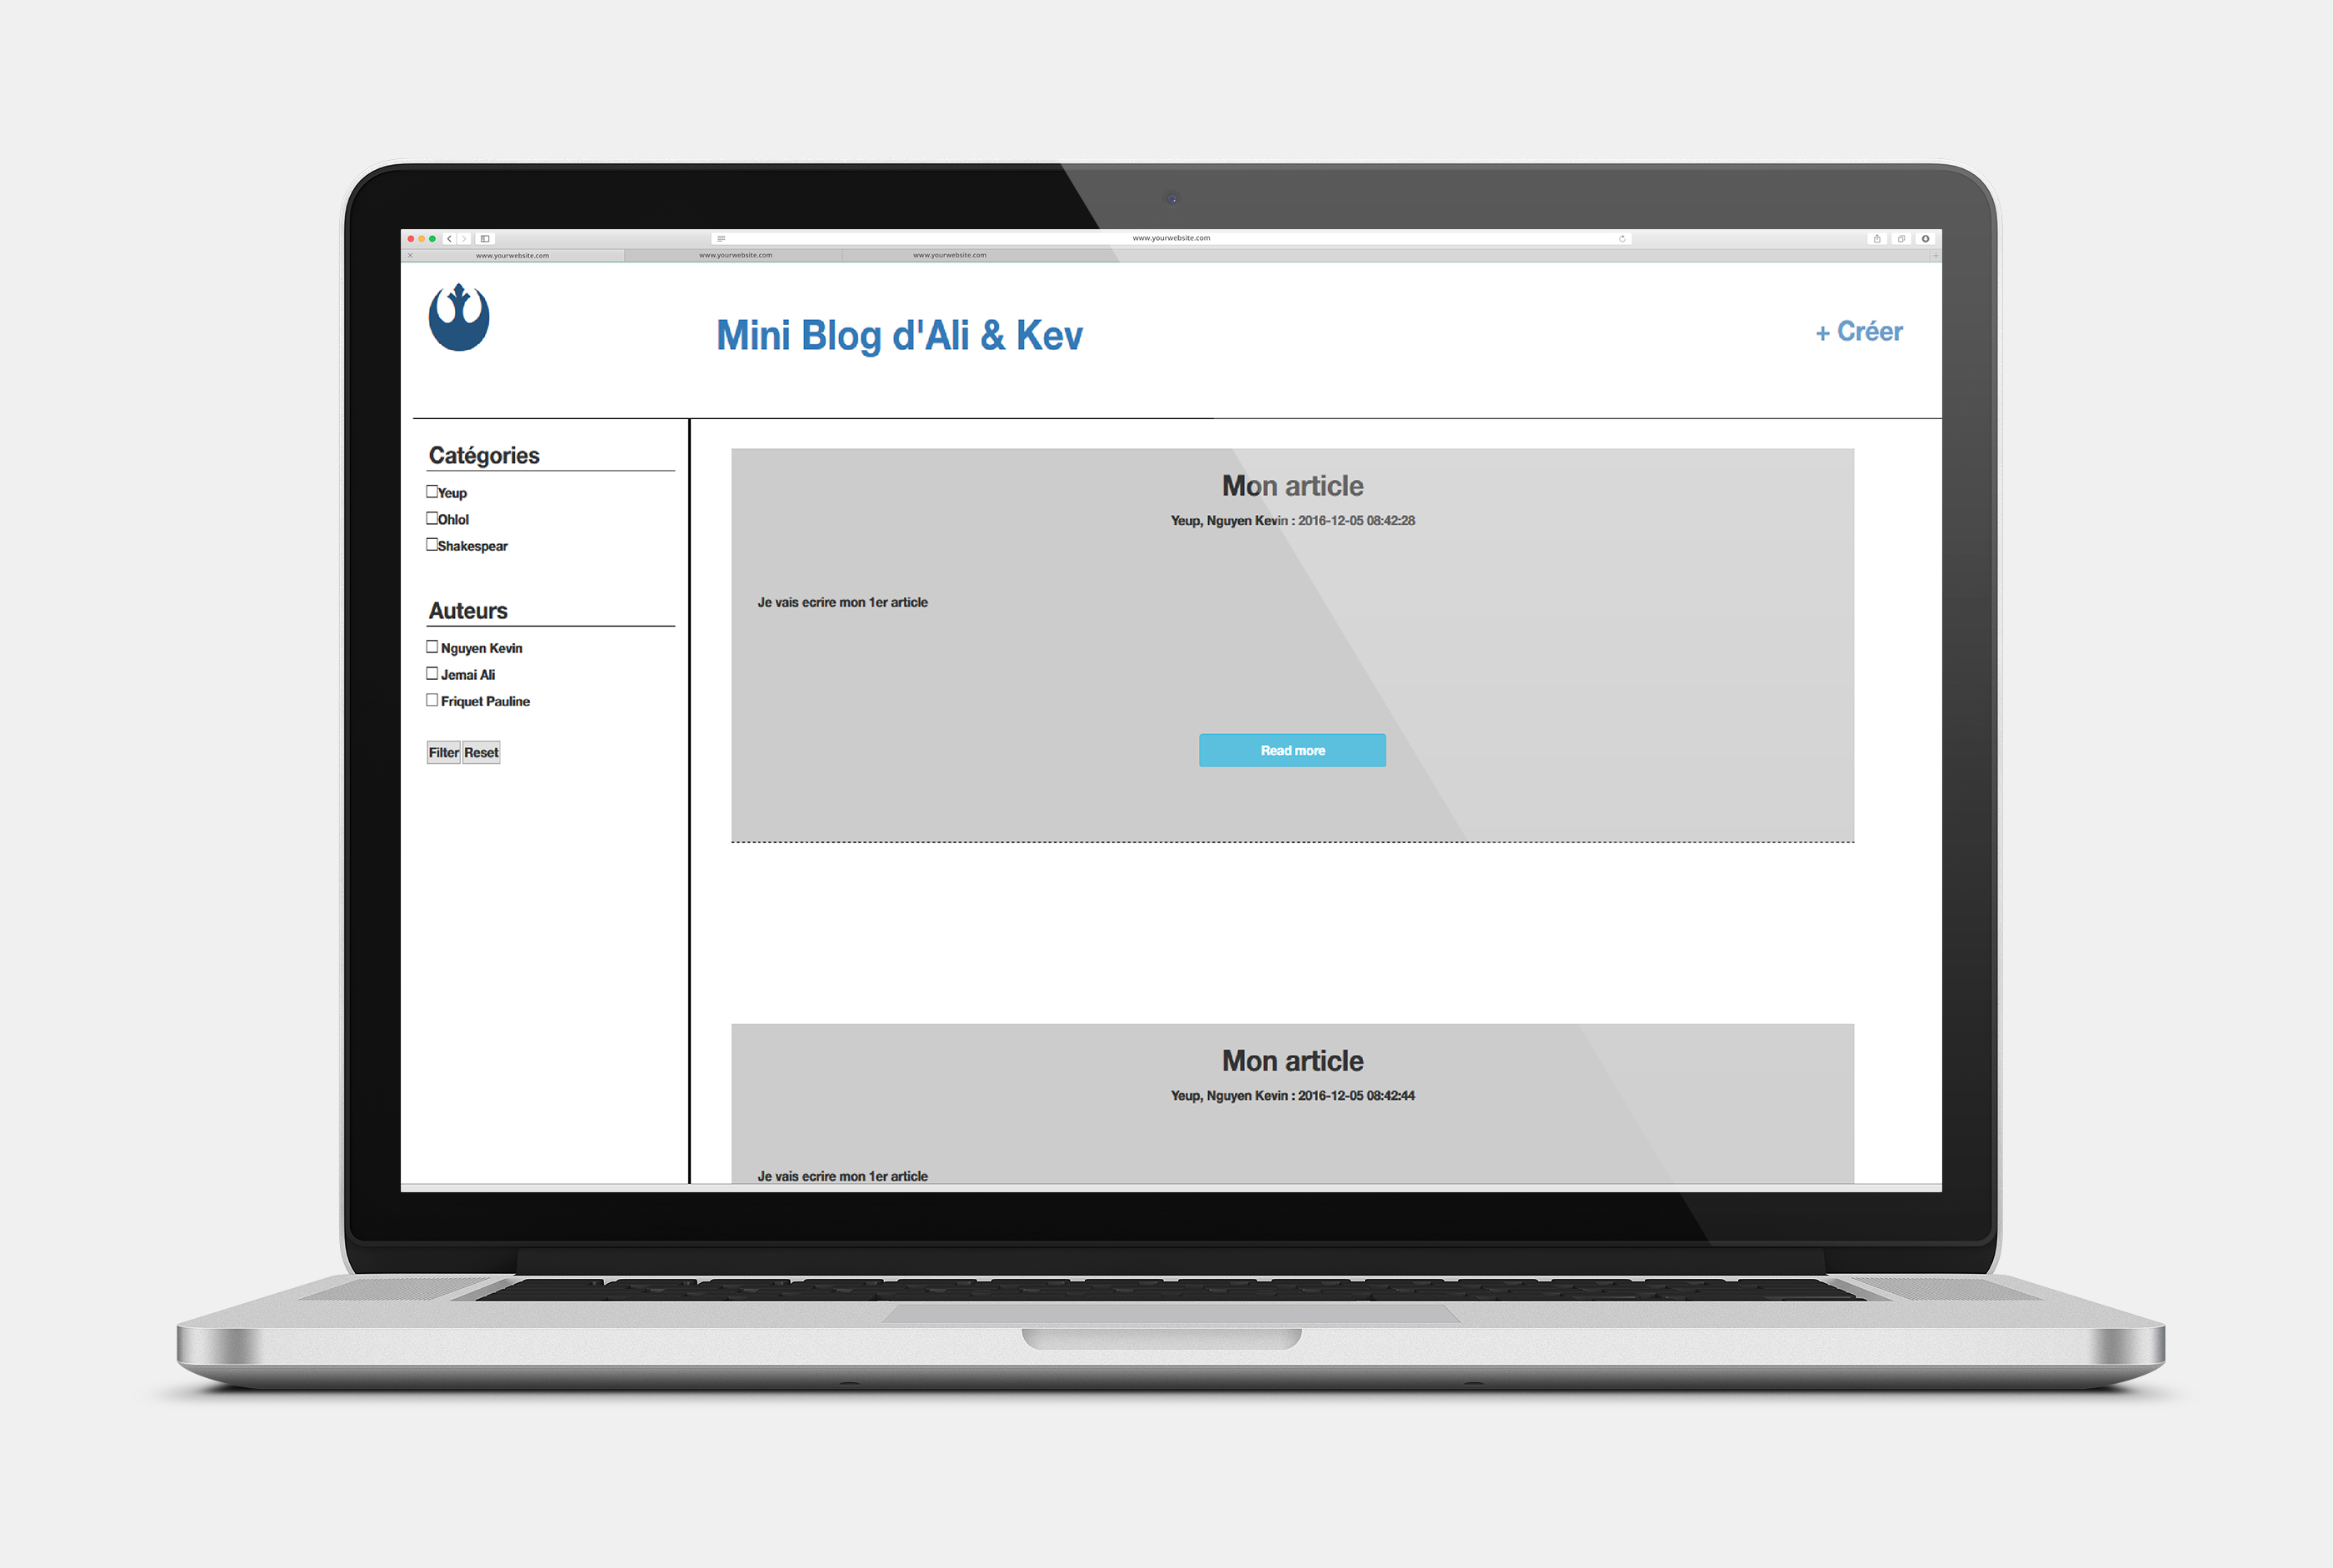 www.yourwebsite.com
www.yourwebsite.com
www.yourwebsite.com
www.yourwebsite.com
Mini Blog d'Ali & Kev
+ Créer
Catégories
Yeup
Ohlol
Shakespear
Auteurs
Nguyen Kevin
Jemai Ali
Friquet Pauline
Filter Reset
Mon article
Yeup, Nguyen Kevin : 2016-12-05 08:42:28
Je vais ecrire mon 1er article
Read more
Mon article
Yeup, Nguyen Kevin : 2016-12-05 08:42:44
Je vais ecrire mon 1er article